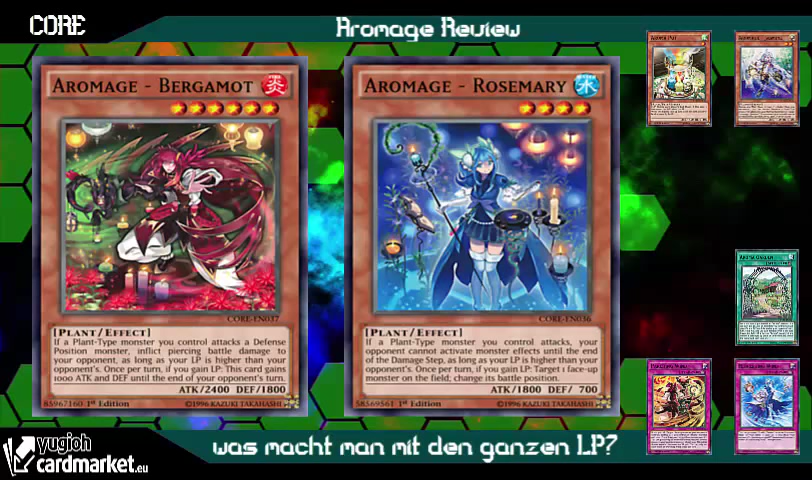 CORE
Aromage Review
AROMAGE - BERGAMOT
CORE-EN037
[PLANT/EFFECT]
If a Plant-Type monster you control attacks a Defense
Position monster, inflict piercing battle damage to
your opponent, as long as your LP is higher than your
opponent's. Once per turn, if you gain LP: This card gains
1000 ATK and DEF until the end of your opponent's turn.
ATK/2400 DEF/1800
85967160 1st Edition ©1996 KAZUKI TAKAHASHI
AROMAGE - ROSEMARY
CORE-EN036
[PLANT/EFFECT]
If a Plant-Type monster you control attacks, your
opponent cannot activate monster effects until the end
of the Damage Step, as long as your LP is higher than your
opponent's. Once per turn, if you gain LP: Target 1 face-up
monster on the field; change its battle position.
ATK/1800 DEF/ 700
58569561 1st Edition ©1996 KAZUKI TAKAHASHI
yugioh
cardmarket.eu
was macht man mit den ganzen LP?